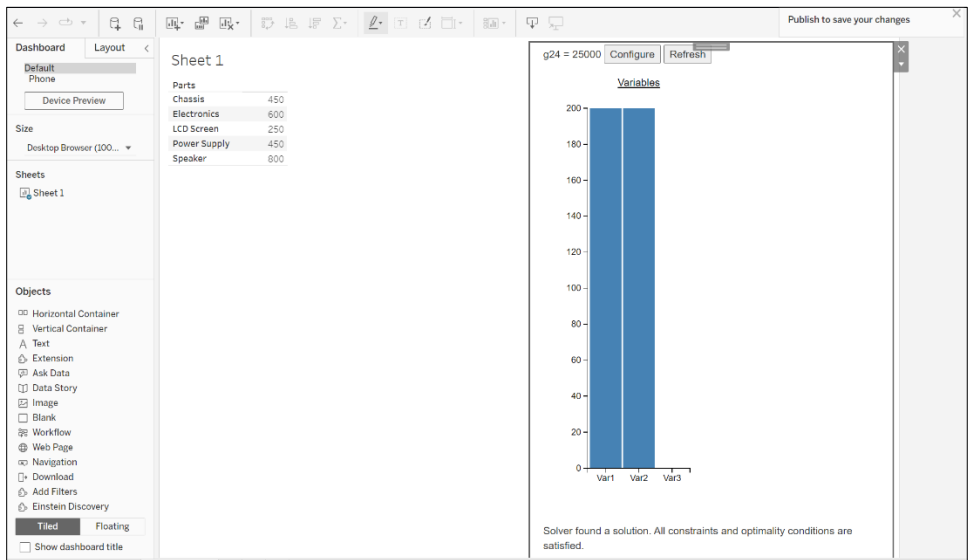 Publish to save your changes
Dashboard Layout
Default
Phone
Device Preview
Size
Desktop Browser (100...
Sheets
Sheet 1
Objects
Horizontal Container
Vertical Container
A Text
Extension
Ask Data
Data Story
Image
Blank
Workflow
Web Page
Navigation
Download
Add Filters
Einstein Discovery
Tiled Floating
Show dashboard title
Sheet 1
Parts
Chassis 450
Electronics 600
LCD Screen 250
Power Supply 450
Speaker 800
g24 = 25000 Configure Refresh
Variables
200
180
160
140
120
100
80
60
40
20
0
Var1 Var2 Var3
Solver found a solution. All constraints and optimality conditions are
satisfied.